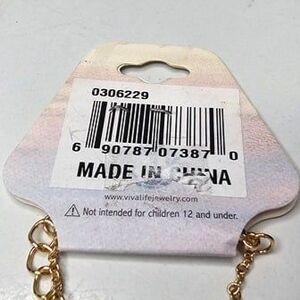 0306229
6 90787 07387 0
MADE IN CHINA
www.vivalifejewelry.com
Not intended for children 12 and under.